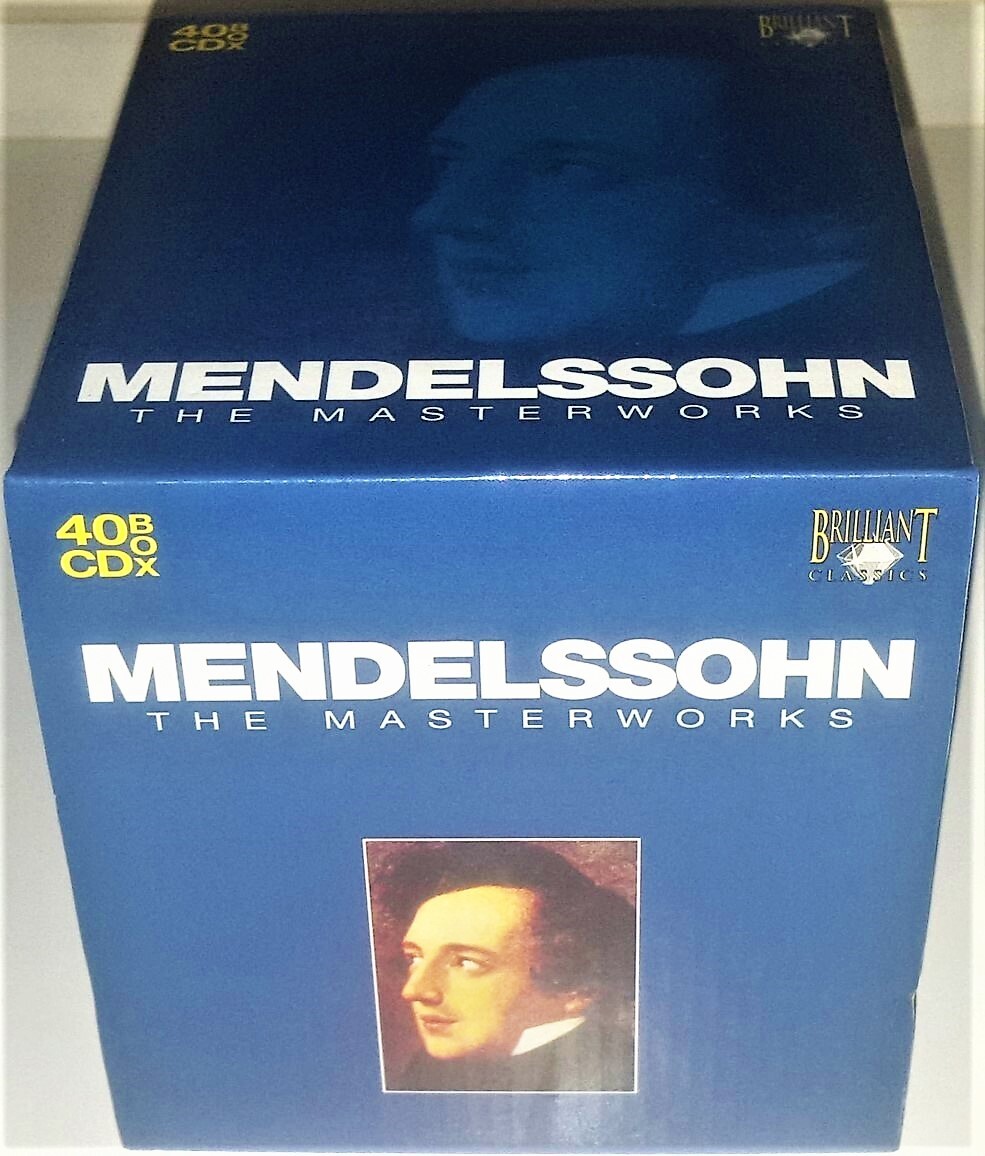 40 BOX
CD
BRILLIANT
MENDELSSOHN
THE MASTERWORKS
40 BOX
CD
BRILLIANT
CLASSICS
MENDELSSOHN
THE MASTERWORKS